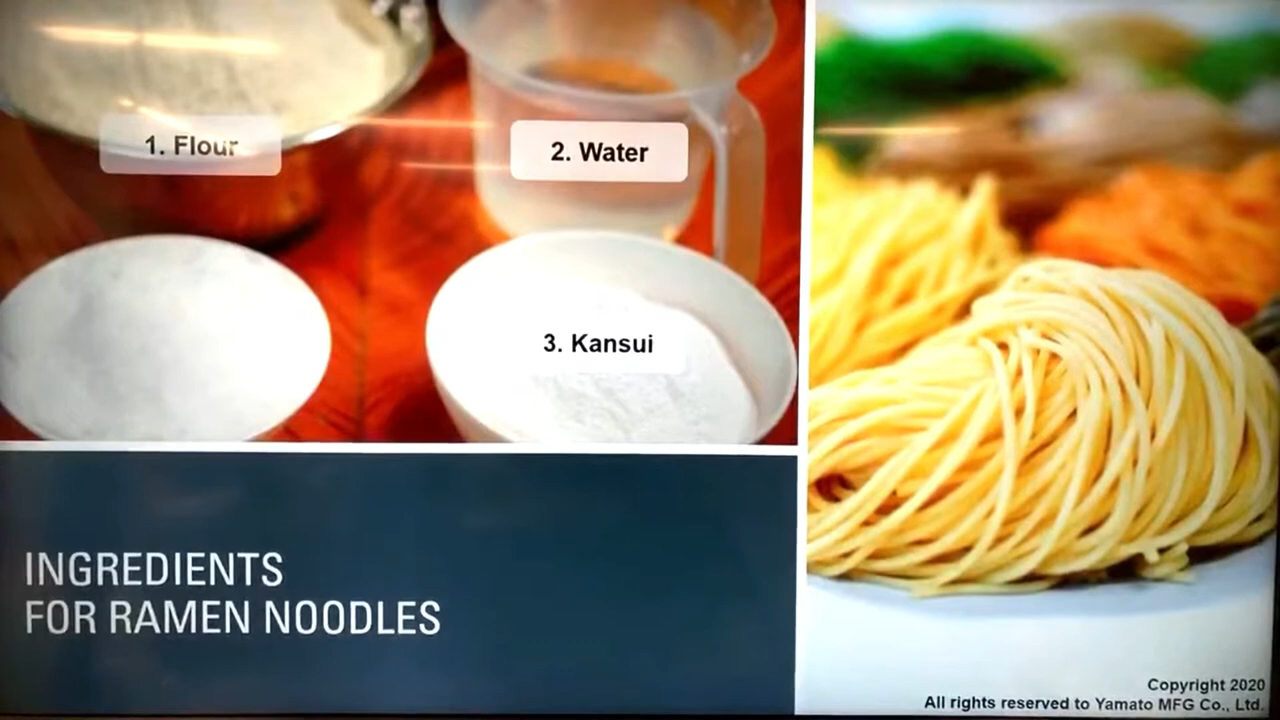 1. Flour
2. Water
3. Kansui
INGREDIENTS
FOR RAMEN NOODLES
Copyright 2020
All rights reserved to Yamato MFG Co., Ltd.